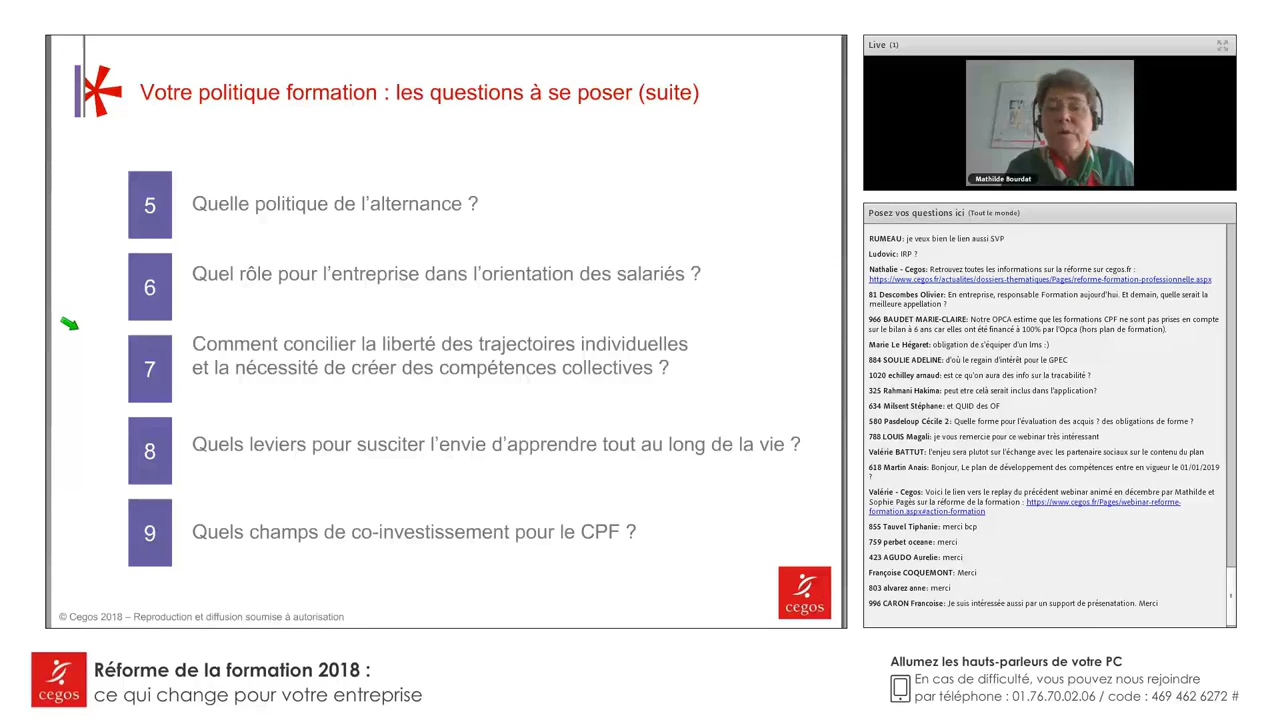 Votre politique formation : les questions à se poser (suite)
5
Quelle politique de l'alternance ?
6
Quel rôle pour l'entreprise dans l'orientation des salariés ?
7
Comment concilier la liberté des trajectoires individuelles
et la nécessité de créer des compétences collectives ?
8
Quels leviers pour susciter l'envie d'apprendre tout au long de la vie ?
9
Quels champs de co-investissement pour le CPF ?
cegos
© Cegos 2018 – Reproduction et diffusion soumise à autorisation
Live (1)
Mathilde Bourdat
Posez vos questions ici (Tout le monde)
RUMEAU: je veux bien le lien aussi SVP
Ludovic: IRP ?
Nathalie - Cegos: Retrouvez toutes les informations sur la réforme sur cegos.fr :
https://www.cegos.fr/actualites/dossiers-thematiques/Pages/reforme-formation-professionnelle.aspx
81 Descombes Olivier: En entreprise, responsable Formation aujourd'hui. Et demain, quelle serait la
meilleure appellation ?
966 BAUDET MARIE-CLAIRE: Notre OPCA estime que les formations CPF ne sont pas prises en compte
sur le bilan à 6 ans car elles ont été financé à 100% par l'Opca (hors plan de formation).
Marie Le Hégaret: obligation de s'équiper d'un lms :)
884 SOULIE ADELINE: d'où le regain d'intérêt pour le GPEC
1020 echilley arnaud: est ce qu'on aura des info sur la tracabilité ?
325 Rahmani Hakima: peut etre celà serait inclus dans l'application?
634 Milsent Stéphane: et QUID des OF
580 Pasdeloup Cécile 2: Quelle forme pour l'évaluation des acquis ? des obligations de forme ?
788 LOUIS Magali: je vous remercie pour ce webinar très intéressant
Valérie BATTUT: l'enjeu sera plutot sur l'échange avec les partenaire sociaux sur le contenu du plan
618 Martin Anais: Bonjour, Le plan de développement des compétences entre en vigueur le 01/01/2019
?
Valérie - Cegos: Voici le lien vers le replay du précédent webinar animé en décembre par Mathilde et
Sophie Pagès sur la réforme de la formation : https://www.cegos.fr/Pages/webinar-reforme-
formation.aspx#action-formation
855 Tauvel Tiphanie: merci bcp
759 perbet oceane: merci
423 AGUDO Aurelie: merci
Françoise COQUEMONT: Merci
803 alvarez anne: merci
996 CARON Francoise: Je suis intéressée aussi par un support de présenatation. Merci
cegos
Réforme de la formation 2018 :
ce qui change pour votre entreprise
Allumez les hauts-parleurs de votre PC
En cas de difficulté, vous pouvez nous rejoindre
par téléphone : 01.76.70.02.06 / code : 469 462 6272 #